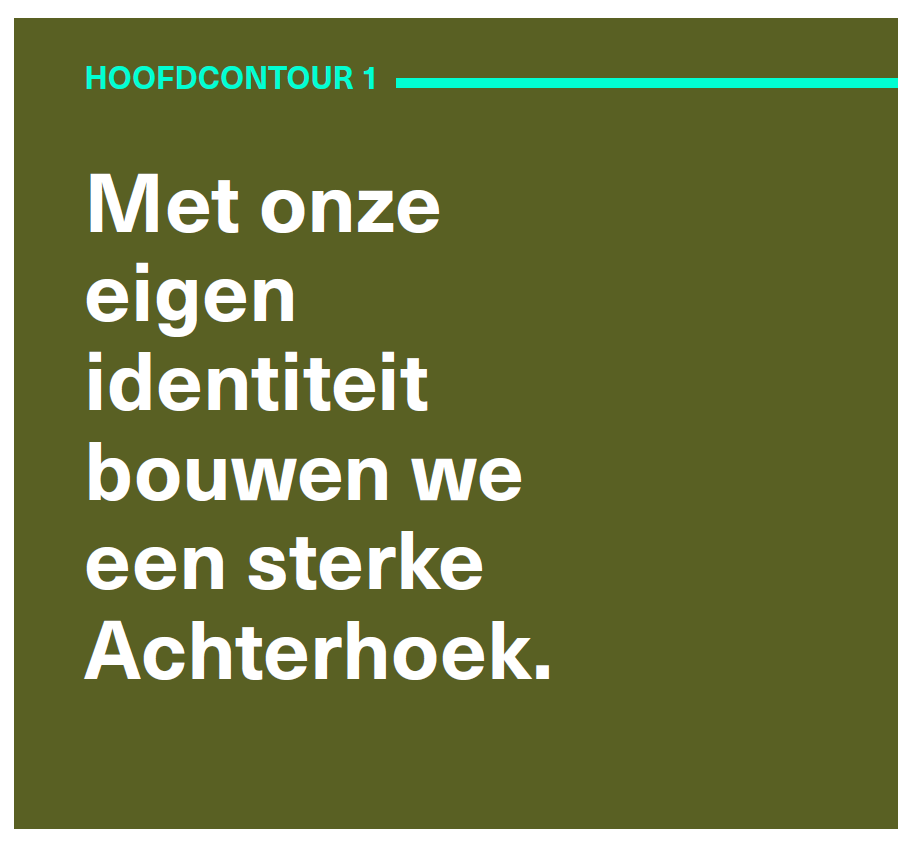 HOOFDCONTOUR 1
Met onze
eigen
identiteit
bouwen we
een sterke
Achterhoek.